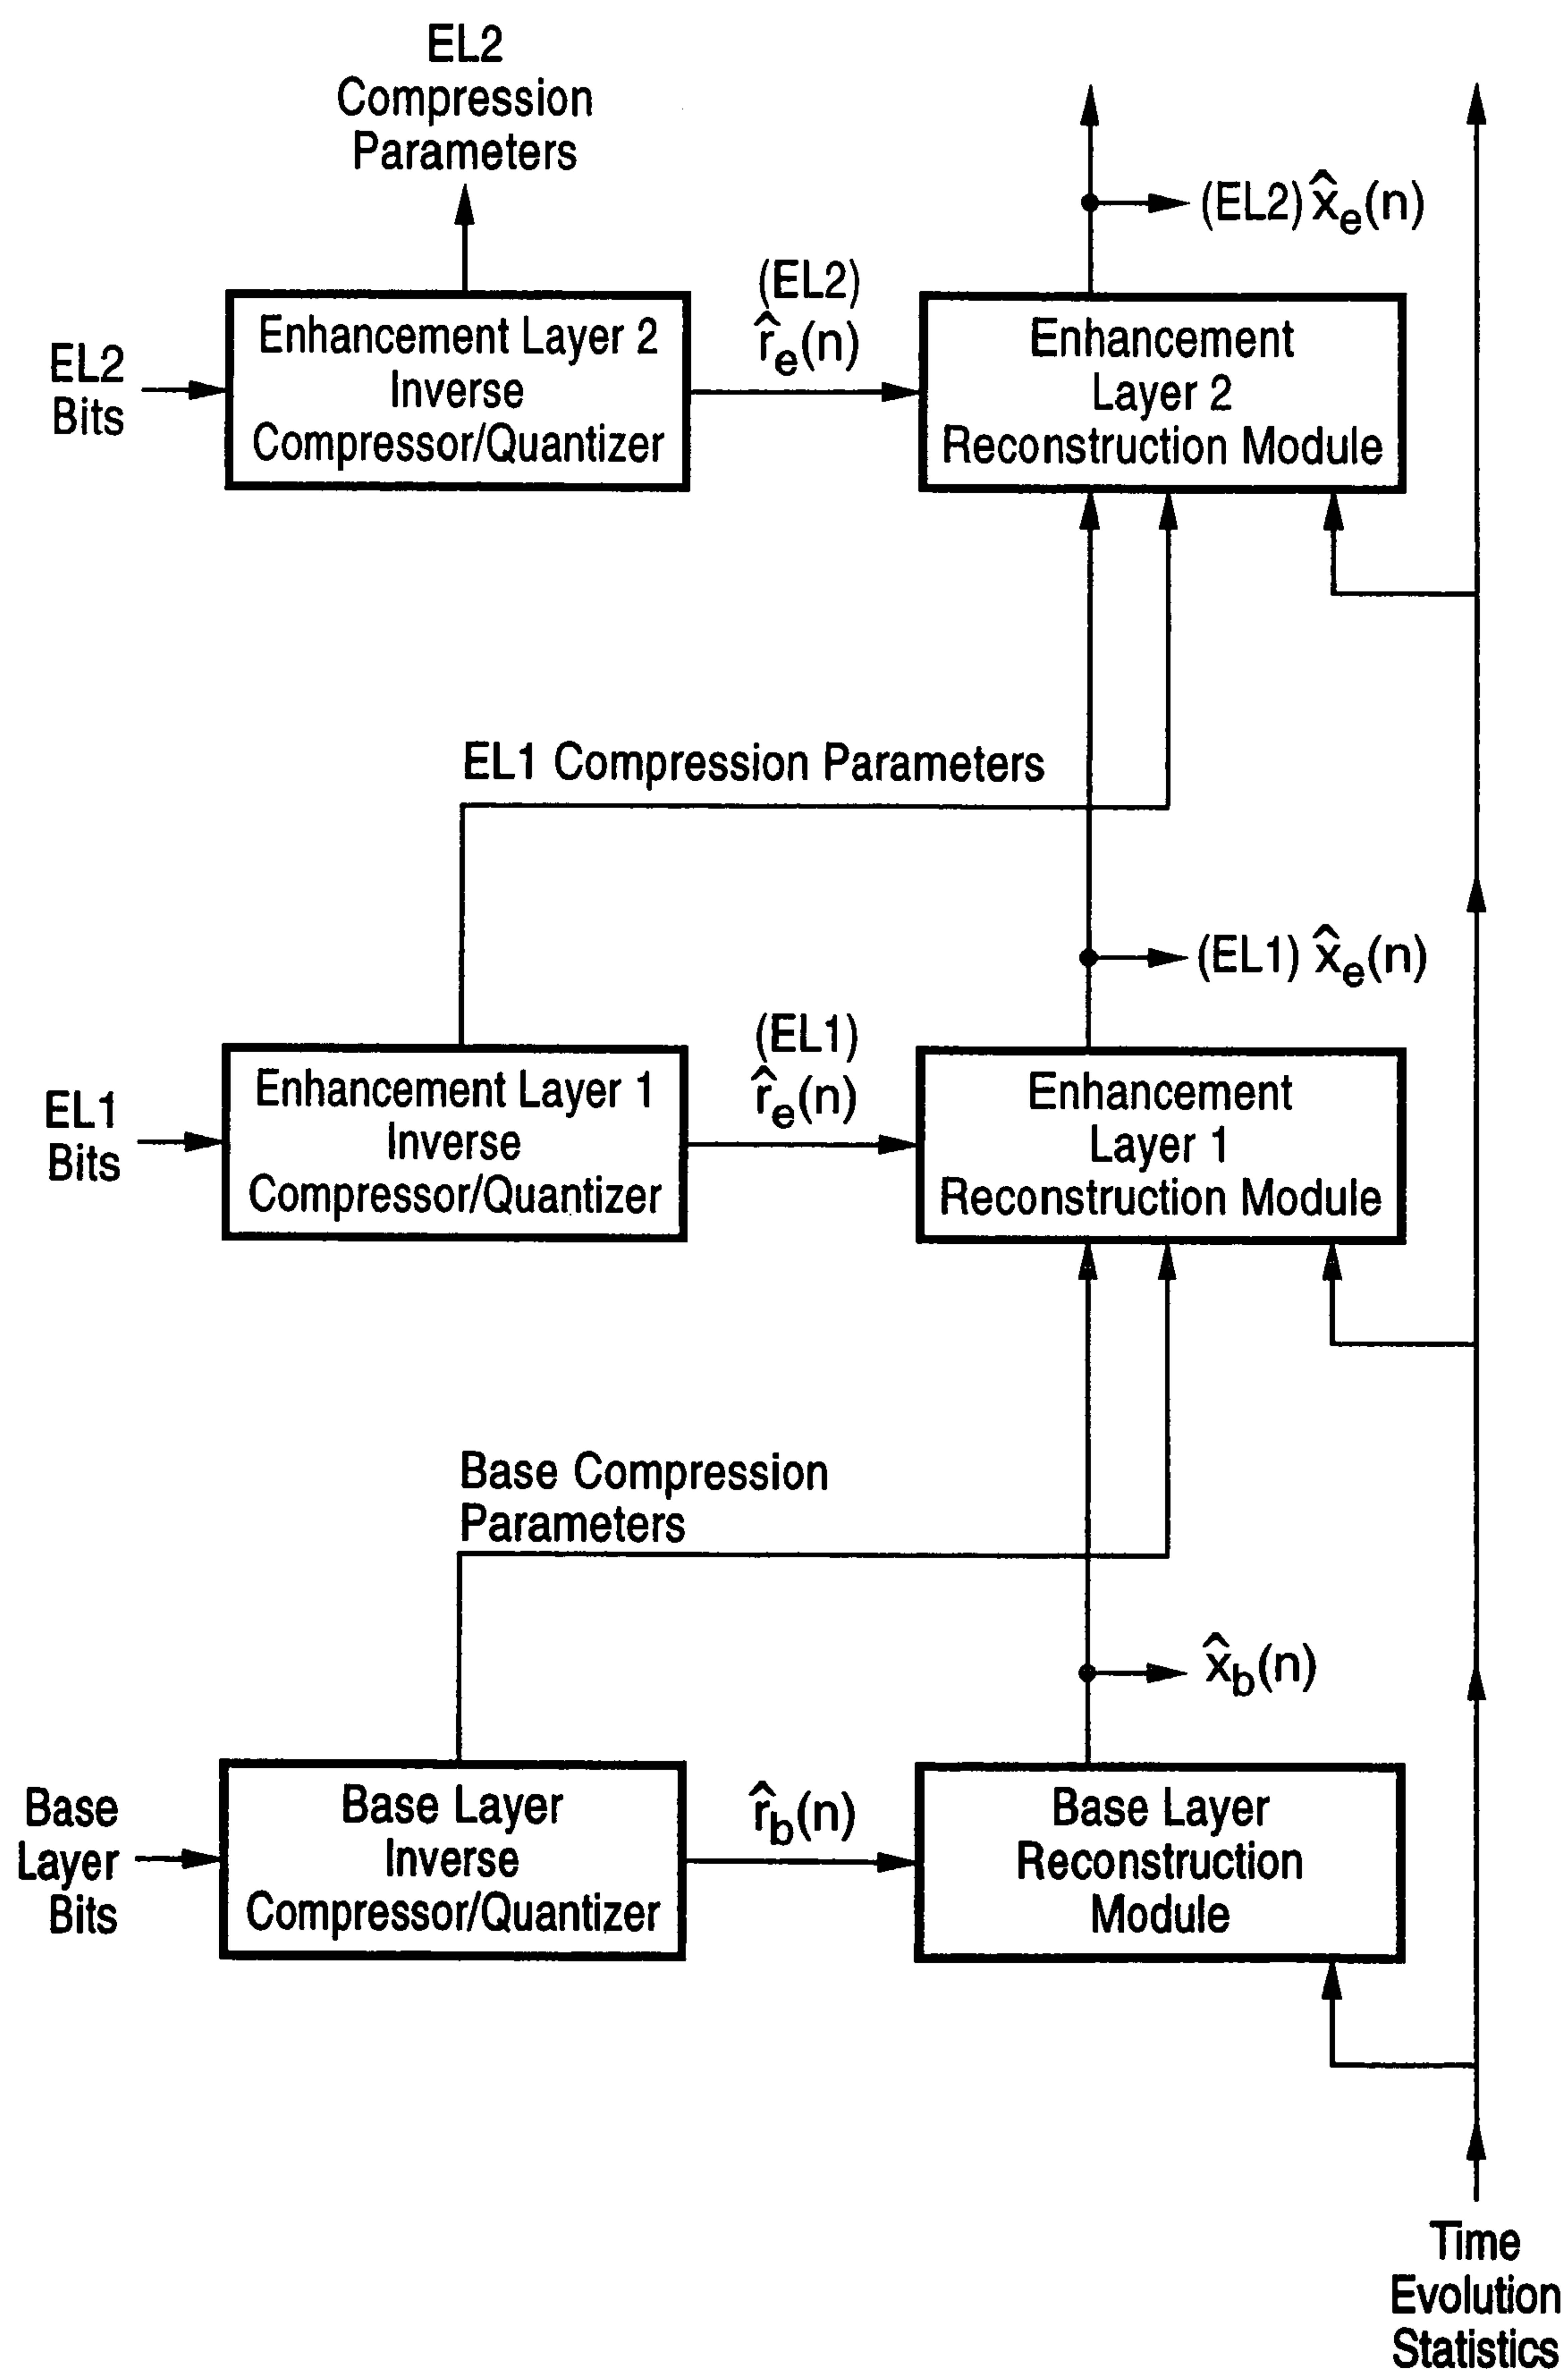 EL2
Compression
Parameters
(EL2) x̂ₑ(n)
(EL2)
r̂ₑ(n)
EL2
Bits
Enhancement Layer 2
Inverse
Compressor/Quantizer
Enhancement
Layer 2
Reconstruction Module
EL1 Compression Parameters
(EL1) x̂ₑ(n)
(EL1)
r̂ₑ(n)
EL1
Bits
Enhancement Layer 1
Inverse
Compressor/Quantizer
Enhancement
Layer 1
Reconstruction Module
Base Compression
Parameters
x̂_b(n)
Base
Layer
Bits
Base Layer
Inverse
Compressor/Quantizer
r̂_b(n)
Base Layer
Reconstruction
Module
Time
Evolution
Statistics